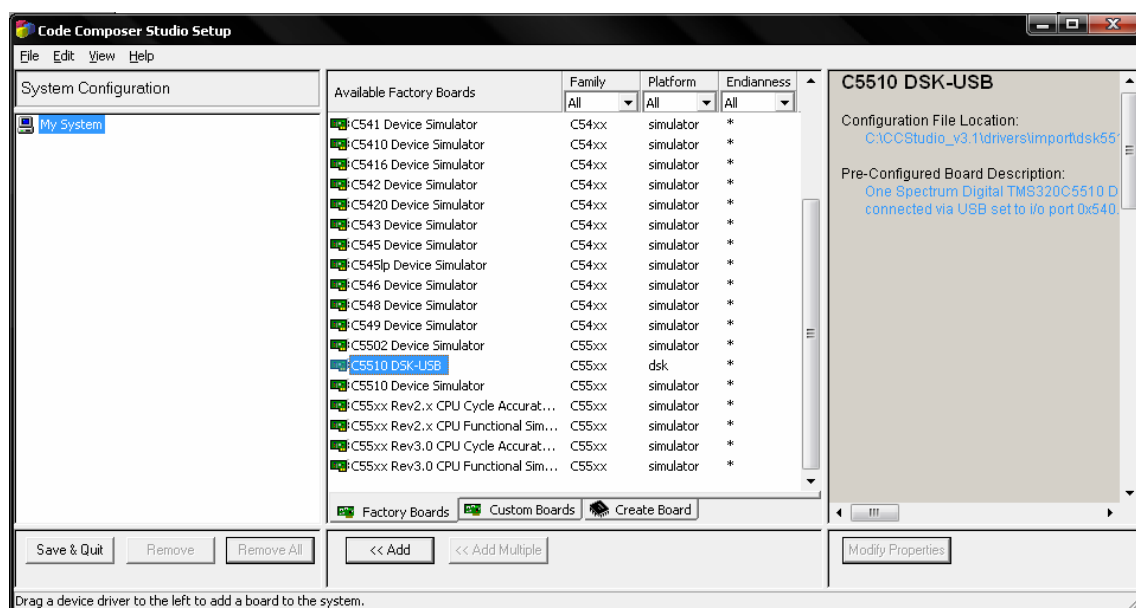 Code Composer Studio Setup
File Edit View Help
System Configuration
My System
Available Factory Boards Family Platform Endianness
All All All
C541 Device Simulator C54xx simulator *
C5410 Device Simulator C54xx simulator *
C5416 Device Simulator C54xx simulator *
C542 Device Simulator C54xx simulator *
C5420 Device Simulator C54xx simulator *
C543 Device Simulator C54xx simulator *
C545 Device Simulator C54xx simulator *
C545lp Device Simulator C54xx simulator *
C546 Device Simulator C54xx simulator *
C548 Device Simulator C54xx simulator *
C549 Device Simulator C54xx simulator *
C5502 Device Simulator C55xx simulator *
C5510 DSK-USB C55xx dsk *
C5510 Device Simulator C55xx simulator *
C55xx Rev2.x CPU Cycle Accurat... C55xx simulator *
C55xx Rev2.x CPU Functional Sim... C55xx simulator *
C55xx Rev3.0 CPU Cycle Accurat... C55xx simulator *
C55xx Rev3.0 CPU Functional Sim... C55xx simulator *
Factory Boards Custom Boards Create Board
C5510 DSK-USB
Configuration File Location:
C:\CCStudio_v3.1\drivers\import\dsk55
Pre-Configured Board Description:
One Spectrum Digital TMS320C5510 D
connected via USB set to i/o port 0x540.
Save & Quit Remove Remove All << Add << Add Multiple Modify Properties
Drag a device driver to the left to add a board to the system.